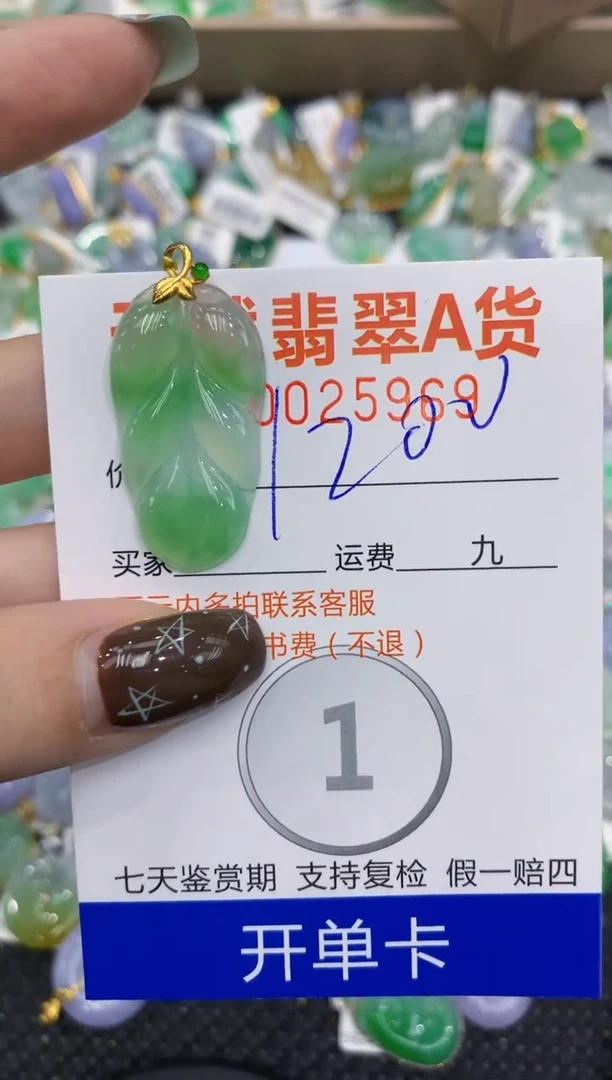 翡翠A货
0025969
1200
买家 运费 九
内多拍联系客服
书费（不退）
1
七天鉴赏期 支持复检 假一赔四
开单卡